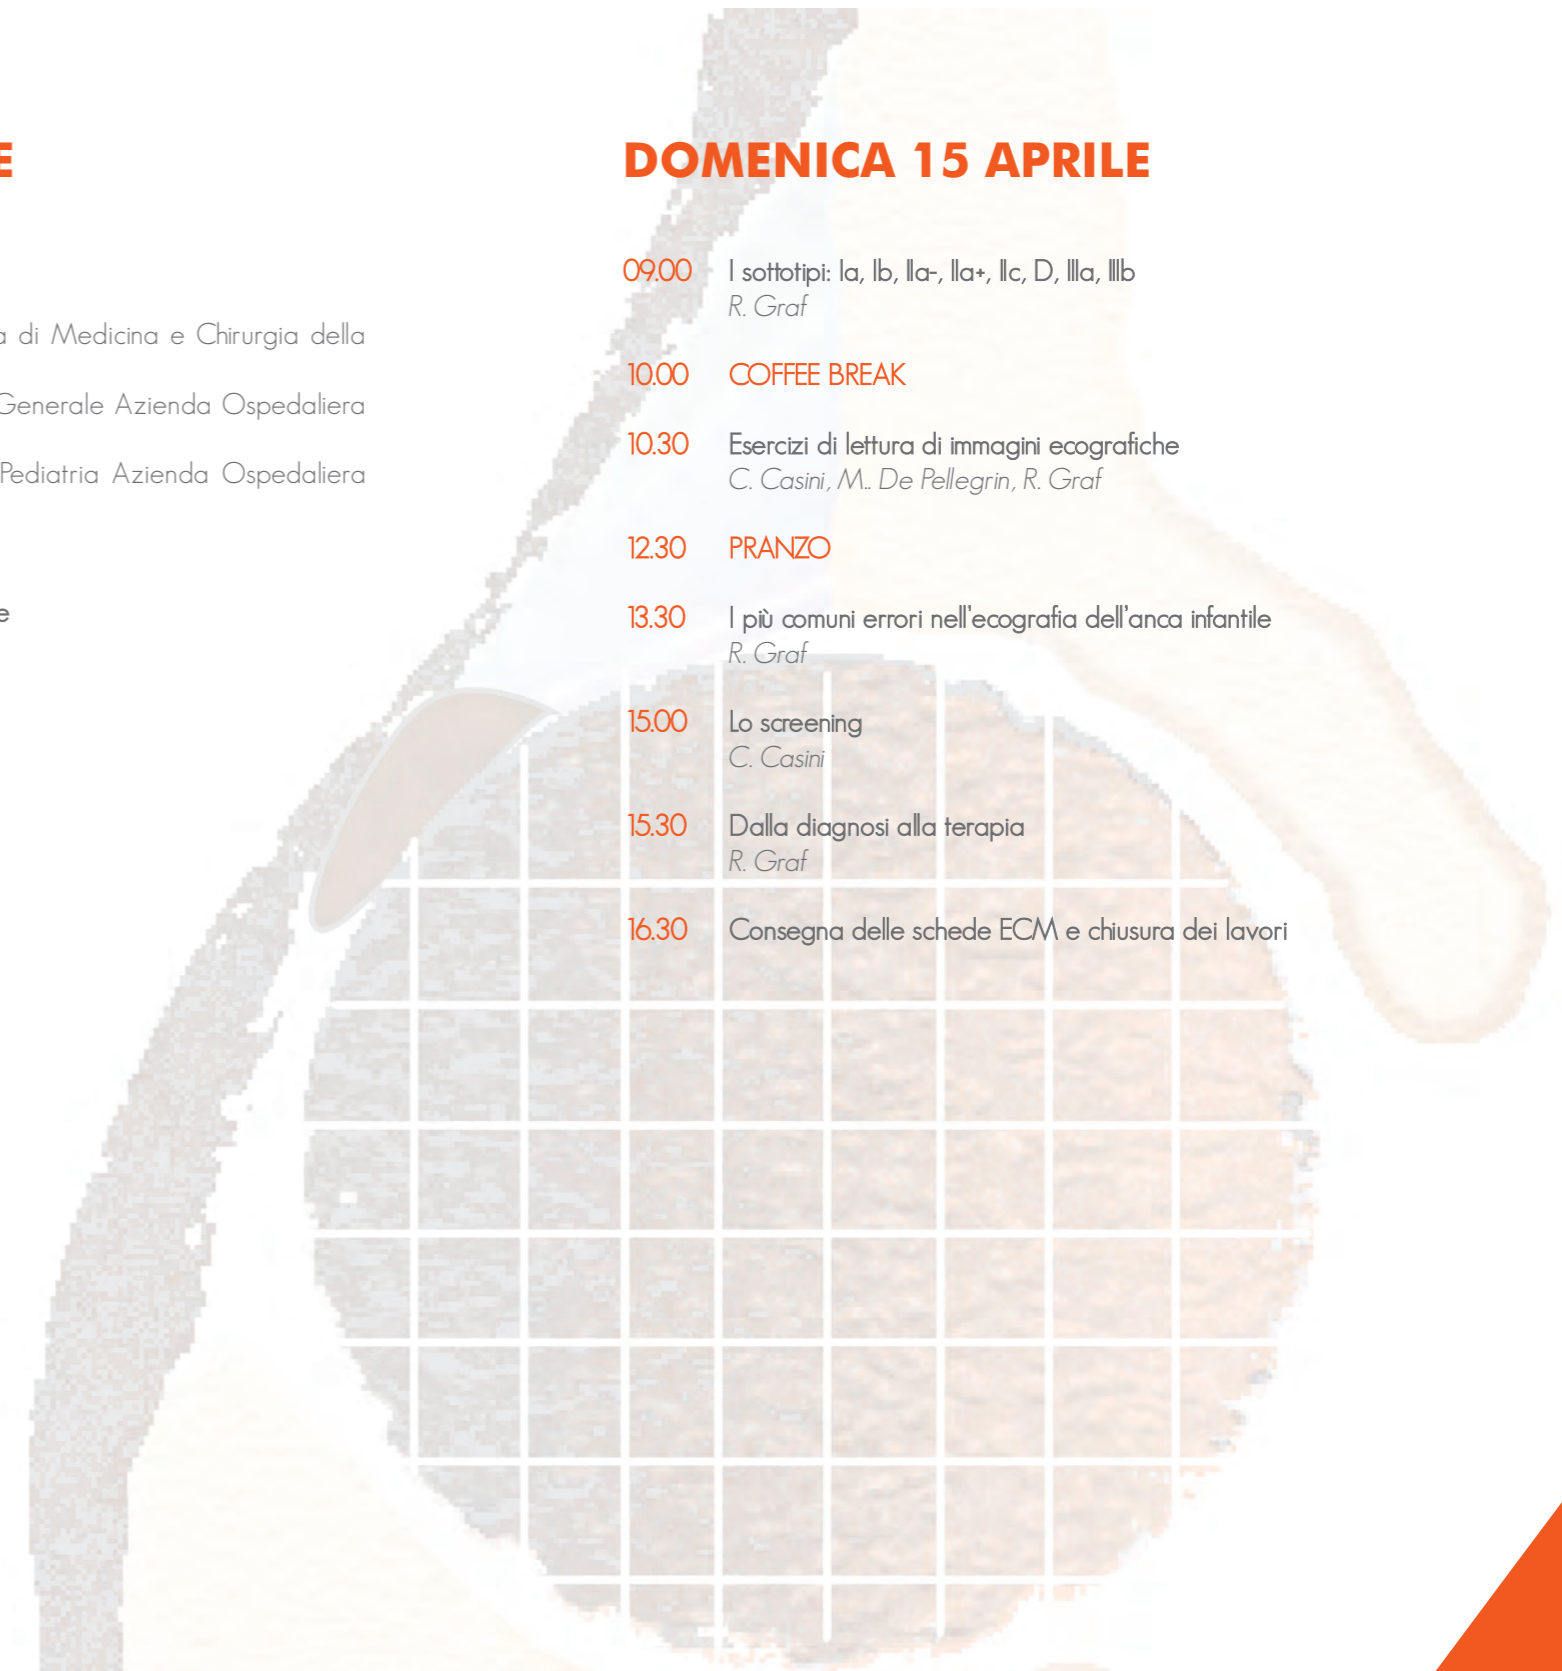 E
a di Medicina e Chirurgia della
Generale Azienda Ospedaliera
Pediatria Azienda Ospedaliera
e
DOMENICA 15 APRILE
09.00 I sottotipi: Ia, Ib, IIa-, IIa+, IIc, D, IIIa, IIIb
R. Graf
10.00 COFFEE BREAK
10.30 Esercizi di lettura di immagini ecografiche
C. Casini, M.. De Pellegrin, R. Graf
12.30 PRANZO
13.30 I più comuni errori nell'ecografia dell'anca infantile
R. Graf
15.00 Lo screening
C. Casini
15.30 Dalla diagnosi alla terapia
R. Graf
16.30 Consegna delle schede ECM e chiusura dei lavori